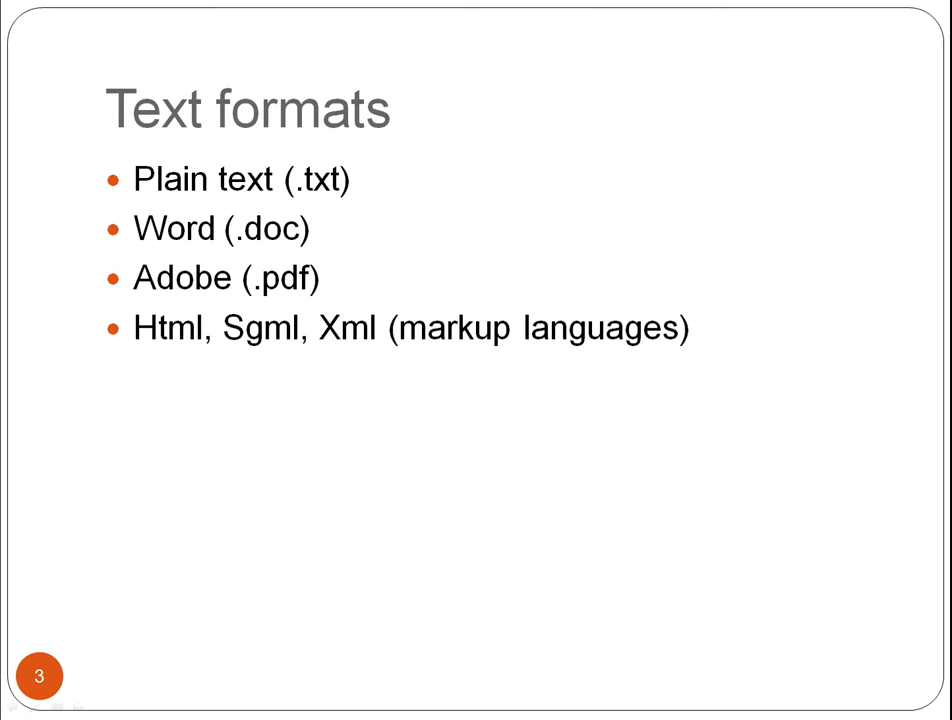 Text formats
Plain text (.txt)
Word (.doc)
Adobe (.pdf)
Html, Sgml, Xml (markup languages)
3